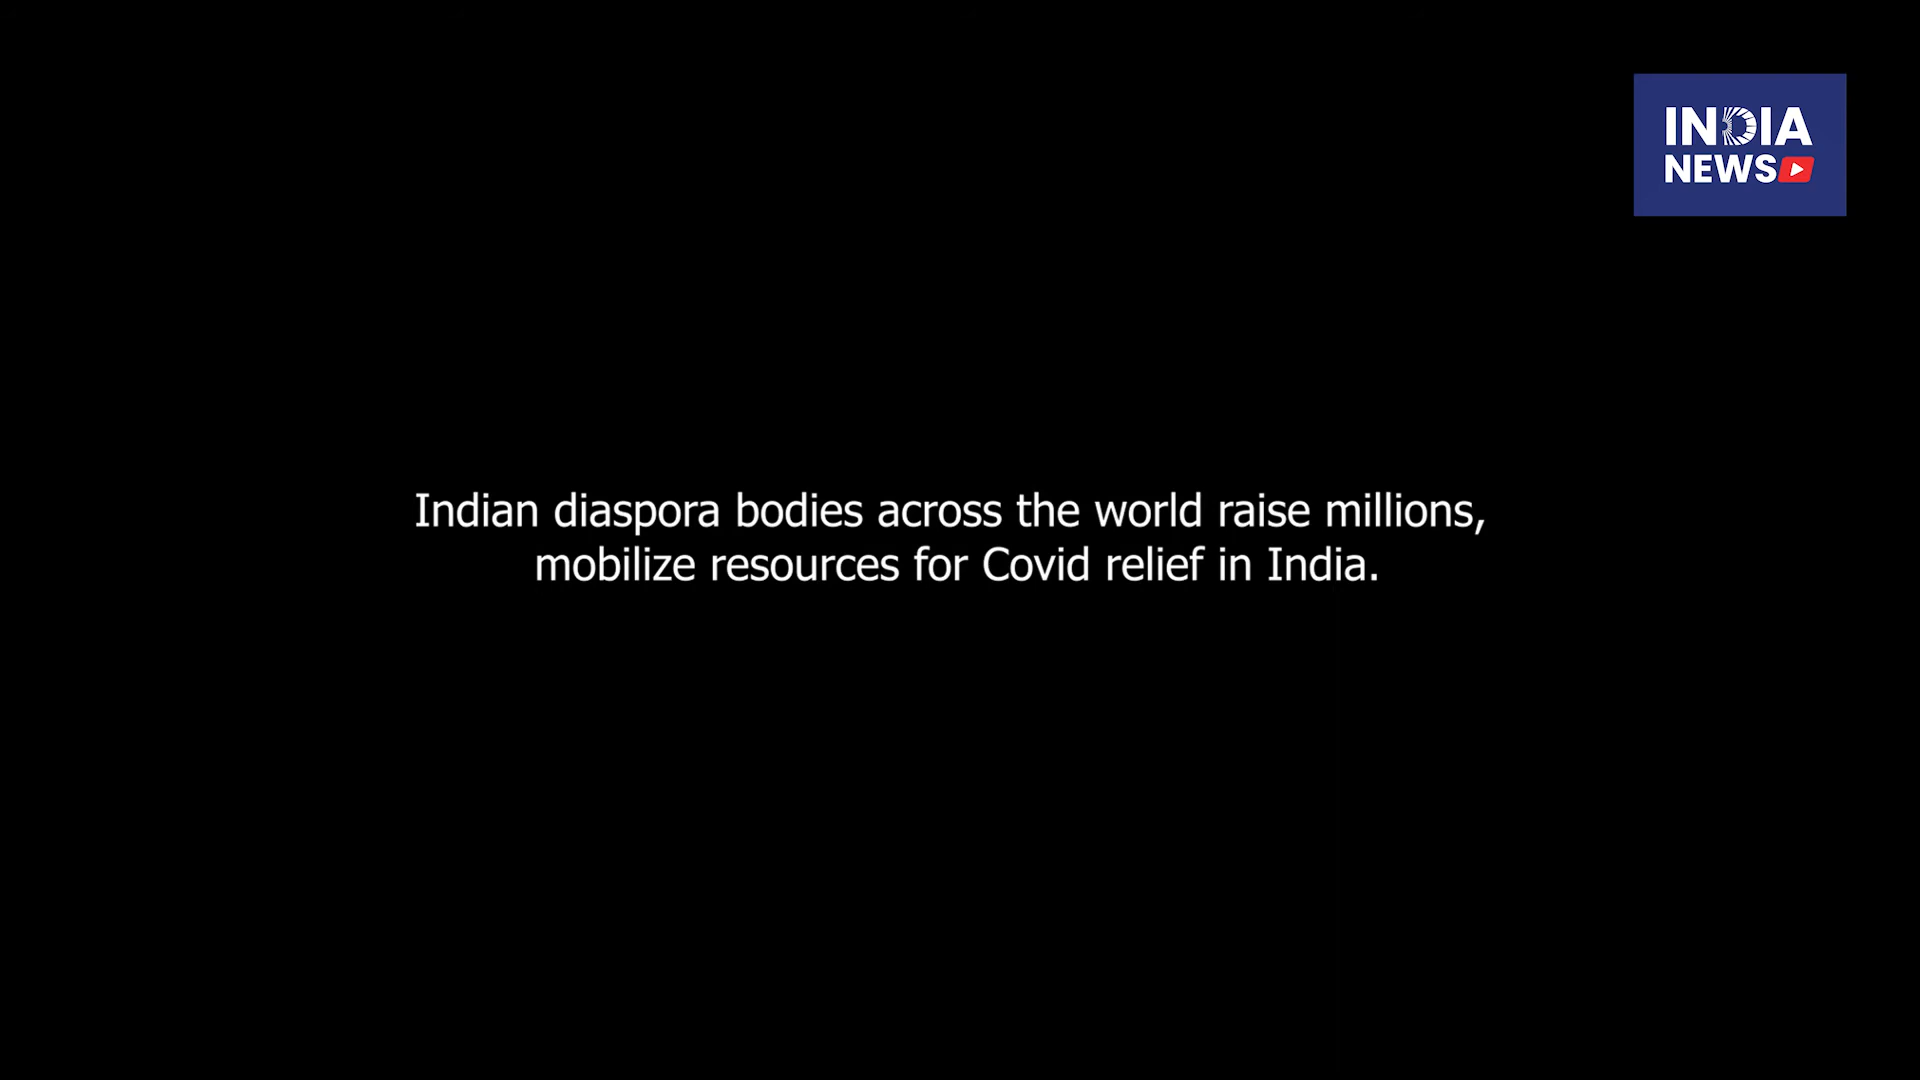 INDIA
NEWS
Indian diaspora bodies across the world raise millions,
mobilize resources for Covid relief in India.